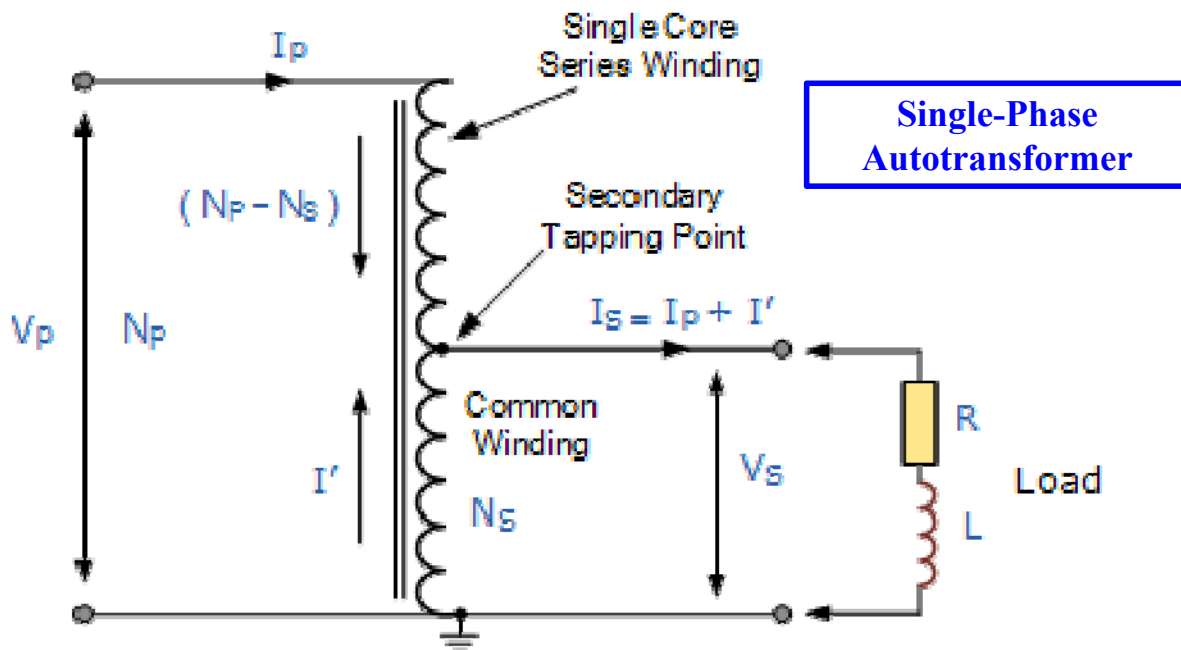 Single Core
Series Winding
Ip
Single-Phase
Autotransformer
(Np - Ns)
Secondary
Tapping Point
Is = Ip + I'
Vp
Np
Common
Winding
I'
Ns
Vs
R
L
Load